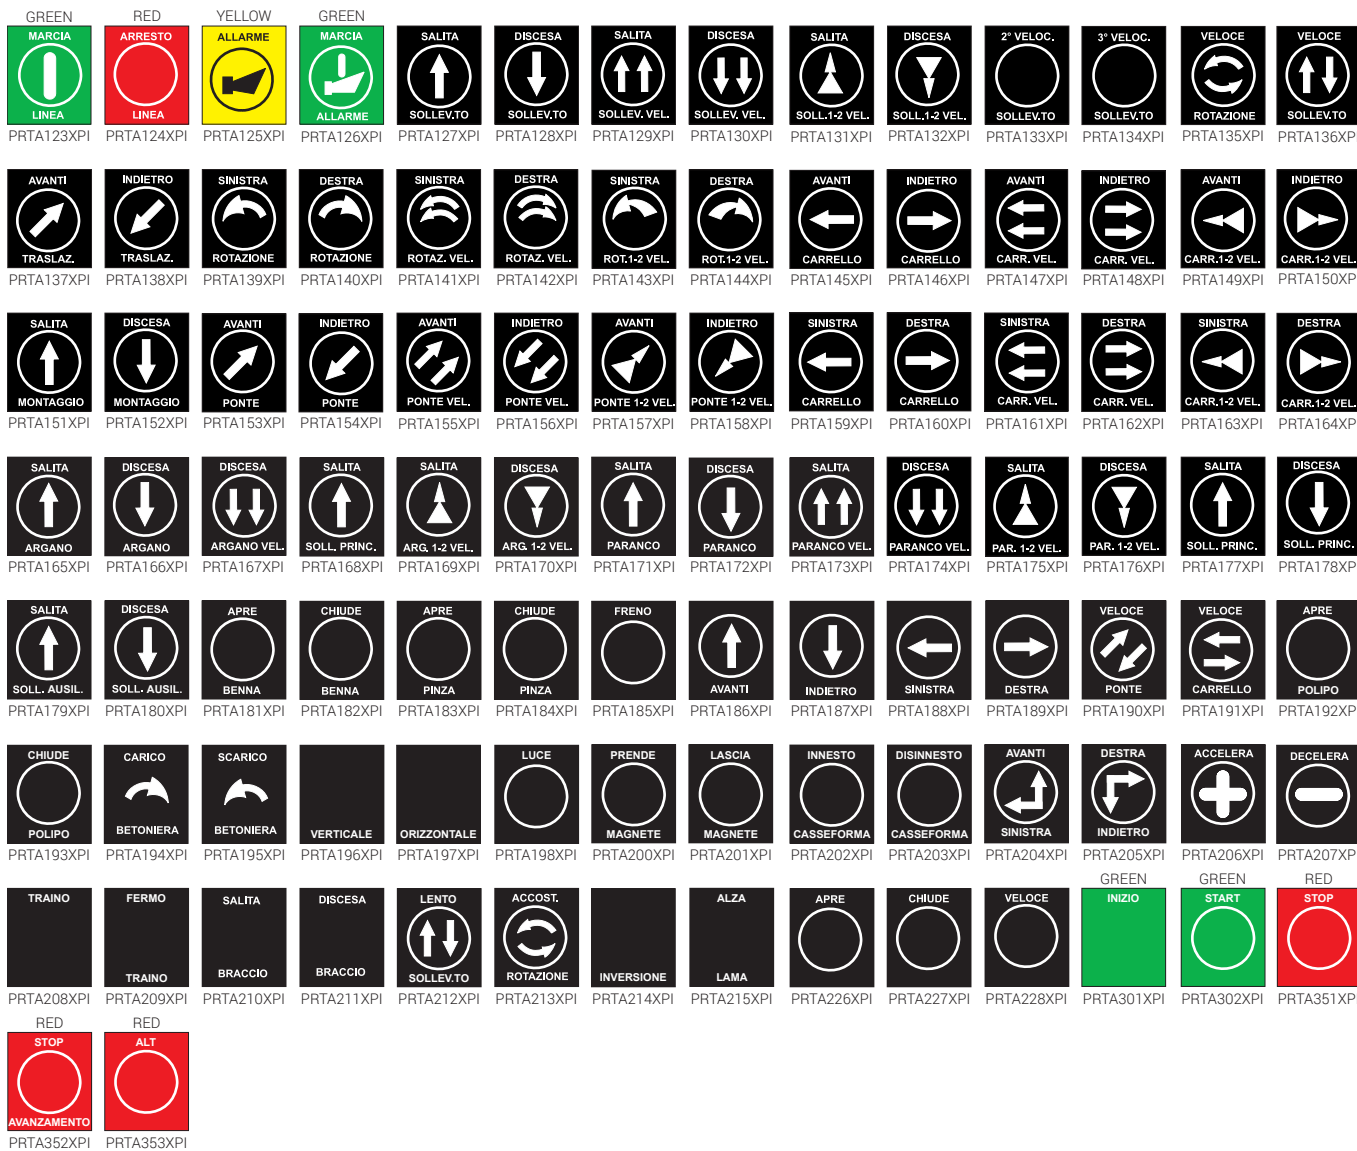 GREEN RED YELLOW GREEN
MARCIA ARRESTO ALLARME MARCIA SALITA DISCESA SALITA DISCESA SALITA DISCESA 2° VELOC. 3° VELOC. VELOCE VELOCE
LINEA LINEA ALLARME SOLLEV.TO SOLLEV.TO SOLLEV. VEL. SOLLEV. VEL. SOLL.1-2 VEL. SOLL.1-2 VEL. SOLLEV.TO SOLLEV.TO ROTAZIONE SOLLEV.TO
PRTA123XPI PRTA124XPI PRTA125XPI PRTA126XPI PRTA127XPI PRTA128XPI PRTA129XPI PRTA130XPI PRTA131XPI PRTA132XPI PRTA133XPI PRTA134XPI PRTA135XPI PRTA136XP
AVANTI INDIETRO SINISTRA DESTRA SINISTRA DESTRA SINISTRA DESTRA AVANTI INDIETRO AVANTI INDIETRO AVANTI INDIETRO
TRASLAZ. TRASLAZ. ROTAZIONE ROTAZIONE ROTAZ. VEL. ROTAZ. VEL. ROT.1-2 VEL. ROT.1-2 VEL. CARRELLO CARRELLO CARR. VEL. CARR. VEL. CARR.1-2 VEL. CARR.1-2 VEL.
PRTA137XPI PRTA138XPI PRTA139XPI PRTA140XPI PRTA141XPI PRTA142XPI PRTA143XPI PRTA144XPI PRTA145XPI PRTA146XPI PRTA147XPI PRTA148XPI PRTA149XPI PRTA150XP
SALITA DISCESA AVANTI INDIETRO AVANTI INDIETRO AVANTI INDIETRO SINISTRA DESTRA SINISTRA DESTRA SINISTRA DESTRA
MONTAGGIO MONTAGGIO PONTE PONTE PONTE VEL. PONTE VEL. PONTE 1-2 VEL. PONTE 1-2 VEL. CARRELLO CARRELLO CARR. VEL. CARR. VEL. CARR.1-2 VEL. CARR.1-2 VEL.
PRTA151XPI PRTA152XPI PRTA153XPI PRTA154XPI PRTA155XPI PRTA156XPI PRTA157XPI PRTA158XPI PRTA159XPI PRTA160XPI PRTA161XPI PRTA162XPI PRTA163XPI PRTA164XP
SALITA DISCESA DISCESA SALITA SALITA DISCESA SALITA DISCESA SALITA DISCESA SALITA DISCESA SALITA DISCESA
ARGANO ARGANO ARGANO VEL. SOLL. PRINC. ARG. 1-2 VEL. ARG. 1-2 VEL. PARANCO PARANCO PARANCO VEL. PARANCO VEL. PAR. 1-2 VEL. PAR. 1-2 VEL. SOLL. PRINC. SOLL. PRINC.
PRTA165XPI PRTA166XPI PRTA167XPI PRTA168XPI PRTA169XPI PRTA170XPI PRTA171XPI PRTA172XPI PRTA173XPI PRTA174XPI PRTA175XPI PRTA176XPI PRTA177XPI PRTA178XP
SALITA DISCESA APRE CHIUDE APRE CHIUDE FRENO VELOCE VELOCE APRE
SOLL. AUSIL. SOLL. AUSIL. BENNA BENNA PINZA PINZA AVANTI INDIETRO SINISTRA DESTRA PONTE CARRELLO POLIPO
PRTA179XPI PRTA180XPI PRTA181XPI PRTA182XPI PRTA183XPI PRTA184XPI PRTA185XPI PRTA186XPI PRTA187XPI PRTA188XPI PRTA189XPI PRTA190XPI PRTA191XPI PRTA192XP
CHIUDE CARICO SCARICO LUCE PRENDE LASCIA INNESTO DISINNESTO AVANTI DESTRA ACCELERA DECELERA
POLIPO BETONIERA BETONIERA VERTICALE ORIZZONTALE MAGNETE MAGNETE CASSEFORMA CASSEFORMA SINISTRA INDIETRO
PRTA193XPI PRTA194XPI PRTA195XPI PRTA196XPI PRTA197XPI PRTA198XPI PRTA200XPI PRTA201XPI PRTA202XPI PRTA203XPI PRTA204XPI PRTA205XPI PRTA206XPI PRTA207XP
GREEN GREEN RED
TRAINO FERMO SALITA DISCESA LENTO ACCOST. ALZA APRE CHIUDE VELOCE INIZIO START STOP
TRAINO BRACCIO BRACCIO SOLLEV.TO ROTAZIONE INVERSIONE LAMA
PRTA208XPI PRTA209XPI PRTA210XPI PRTA211XPI PRTA212XPI PRTA213XPI PRTA214XPI PRTA215XPI PRTA226XPI PRTA227XPI PRTA228XPI PRTA301XPI PRTA302XPI PRTA351XP
RED RED
STOP ALT
AVANZAMENTO
PRTA352XPI PRTA353XPI